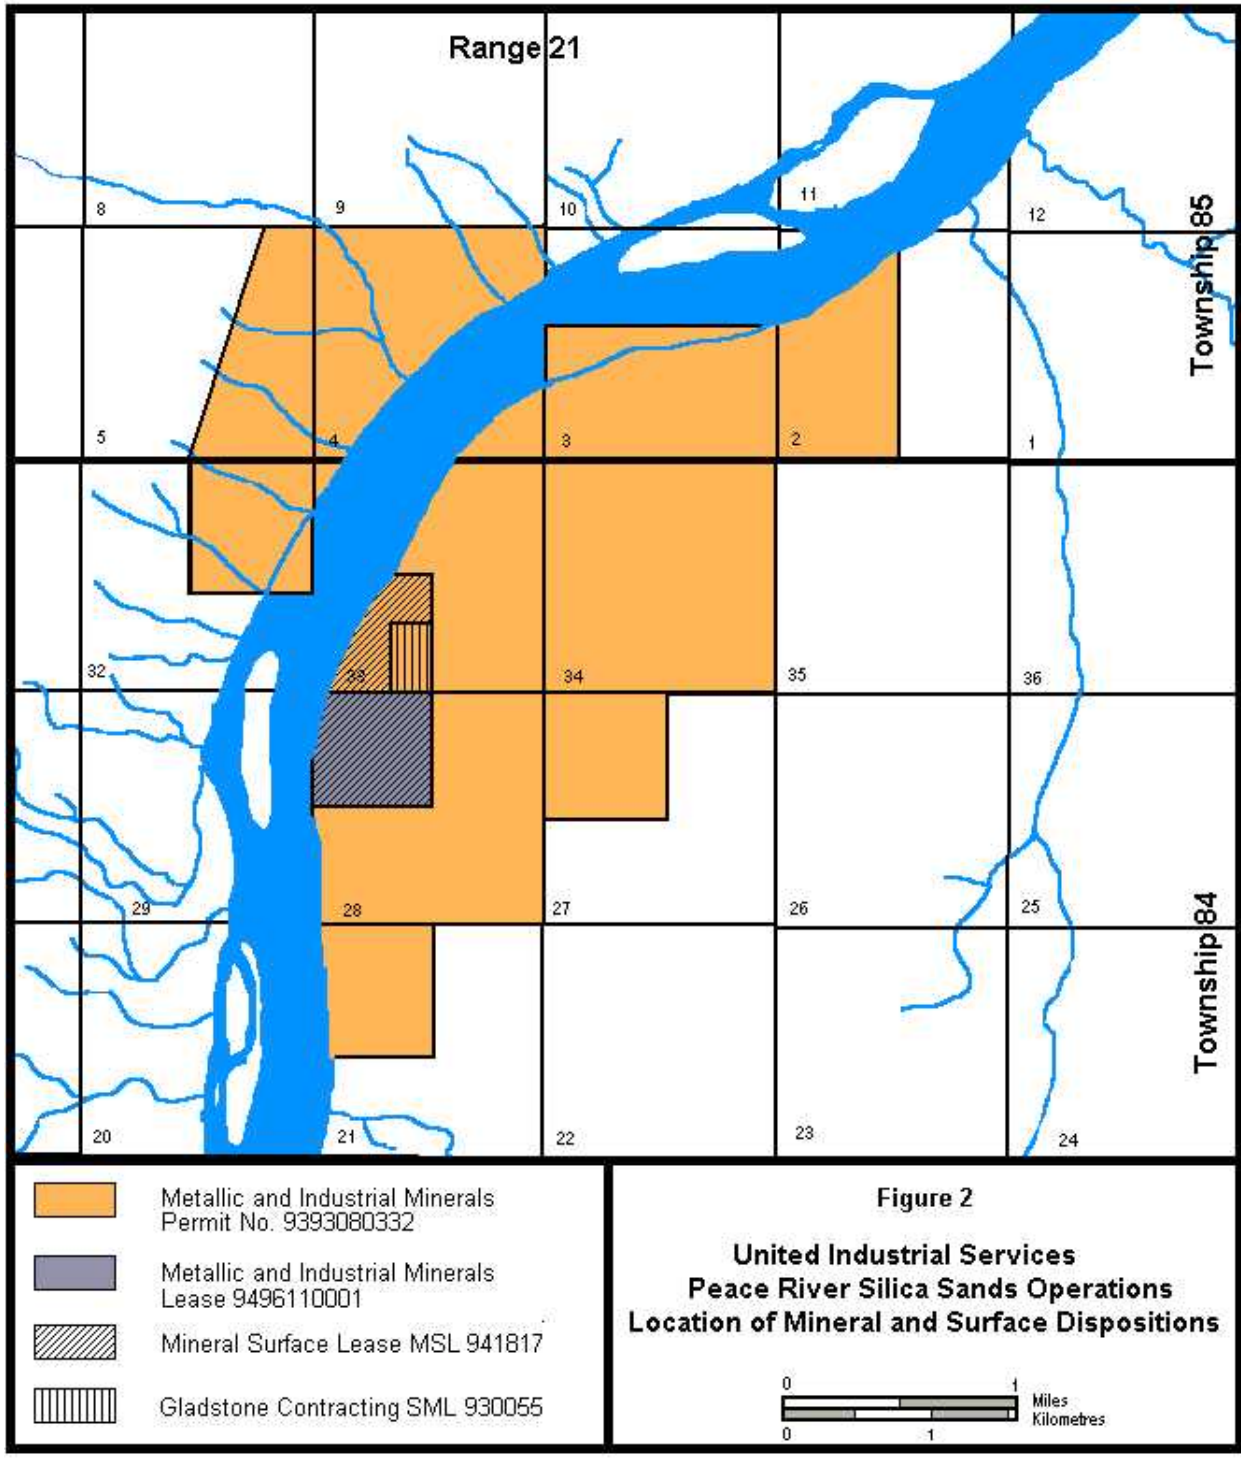 Range 21
8
9
10
11
12
Township 85
5
4
3
2
1
32
33
34
35
36
29
28
27
26
25
Township 84
20
21
22
23
24
Metallic and Industrial Minerals
Permit No. 9393080332
Metallic and Industrial Minerals
Lease 9496110001
Mineral Surface Lease MSL 941817
Gladstone Contracting SML 930055
Figure 2
United Industrial Services
Peace River Silica Sands Operations
Location of Mineral and Surface Dispositions
0 1
Miles
Kilometres
0 1